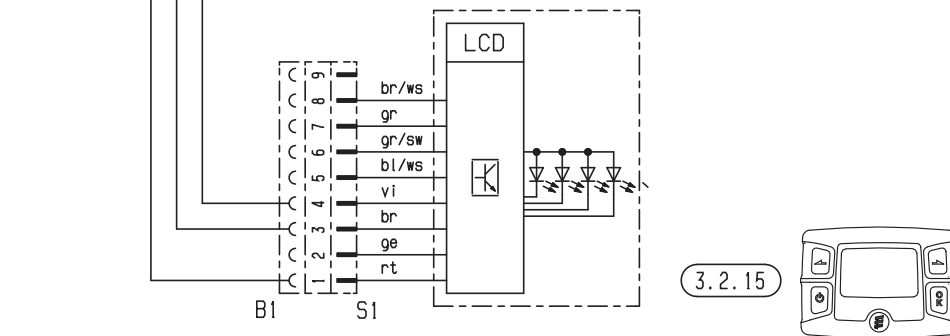 LCD
9
8 br/ws
7 gr
6 gr/sw
5 bl/ws
4 vi
3 br
2 ge
1 rt
B1 S1
3.2.15
OK